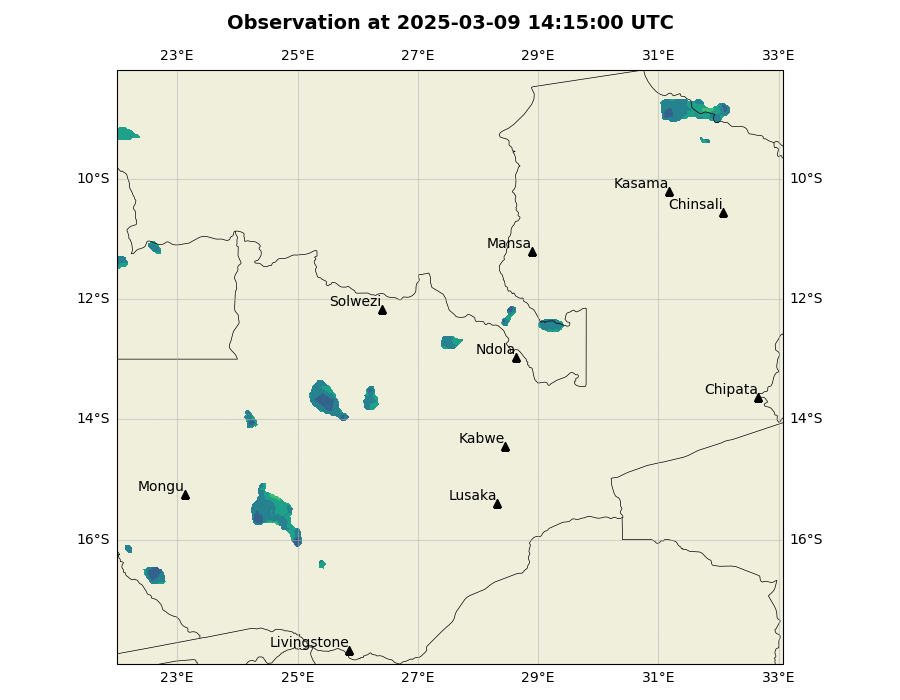 Observation at 2025-03-09 14:15:00 UTC
23°E 25°E 27°E 29°E 31°E 33°E
10°S 10°S
Kasama
Chinsali
Mansa
12°S 12°S
Solwezi
Ndola
Chipata
14°S 14°S
Kabwe
Mongu
Lusaka
16°S 16°S
Livingstone
23°E 25°E 27°E 29°E 31°E 33°E